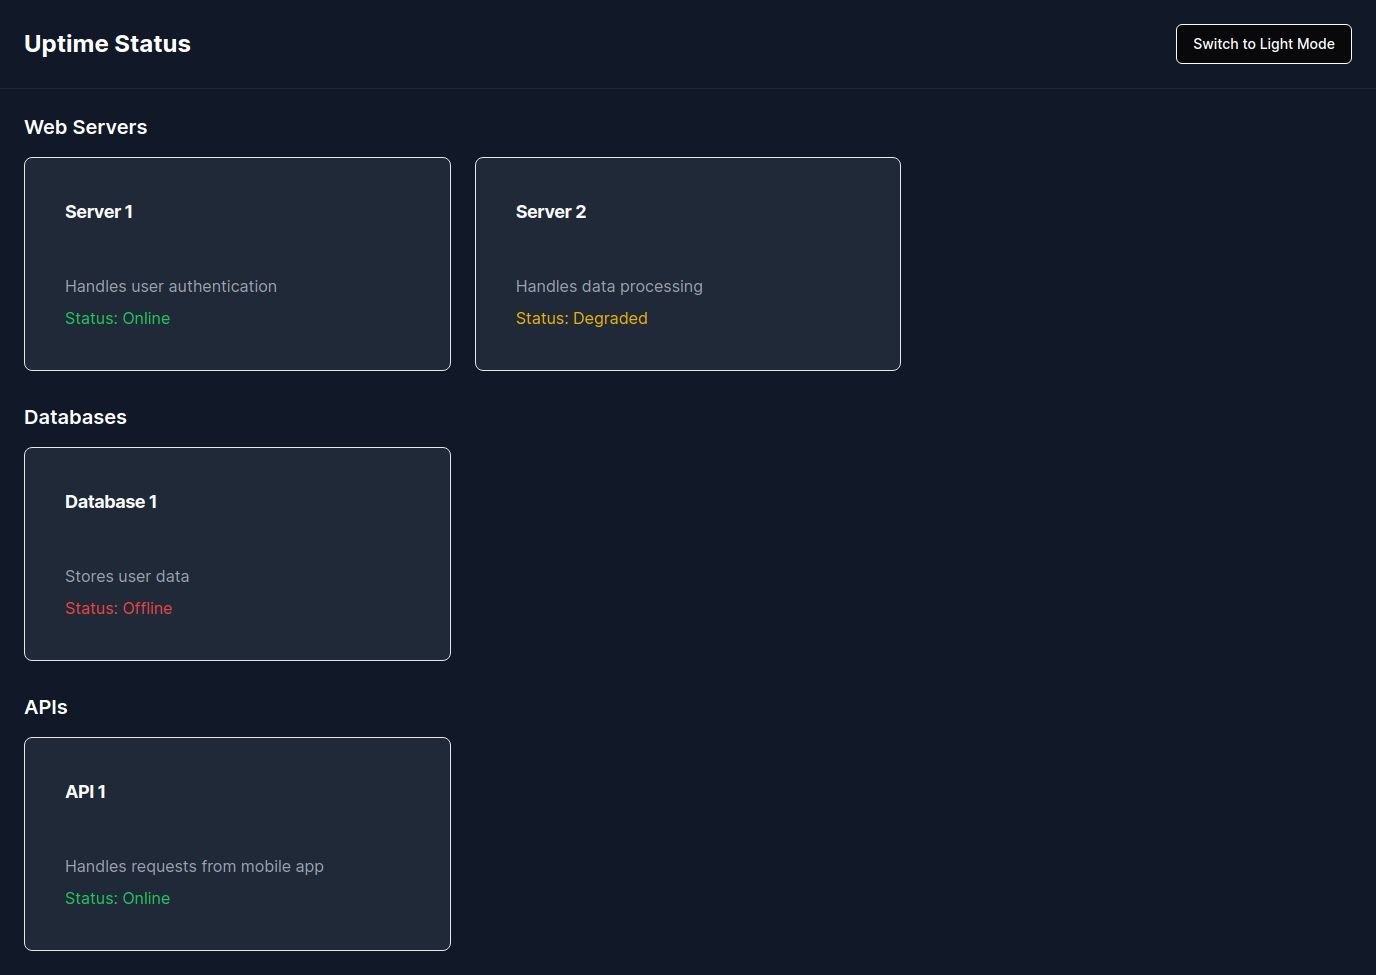 Uptime Status
Switch to Light Mode
Web Servers
Server 1
Handles user authentication
Status: Online
Server 2
Handles data processing
Status: Degraded
Databases
Database 1
Stores user data
Status: Offline
APIs
API 1
Handles requests from mobile app
Status: Online